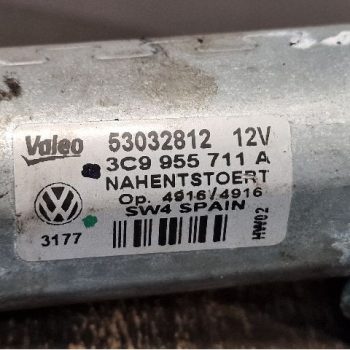 Valeo 53032812 12V
3C9 955 711 A
NAHENTSTOERT
Op. 4916/4916
SW4 SPAIN
3177
HW02